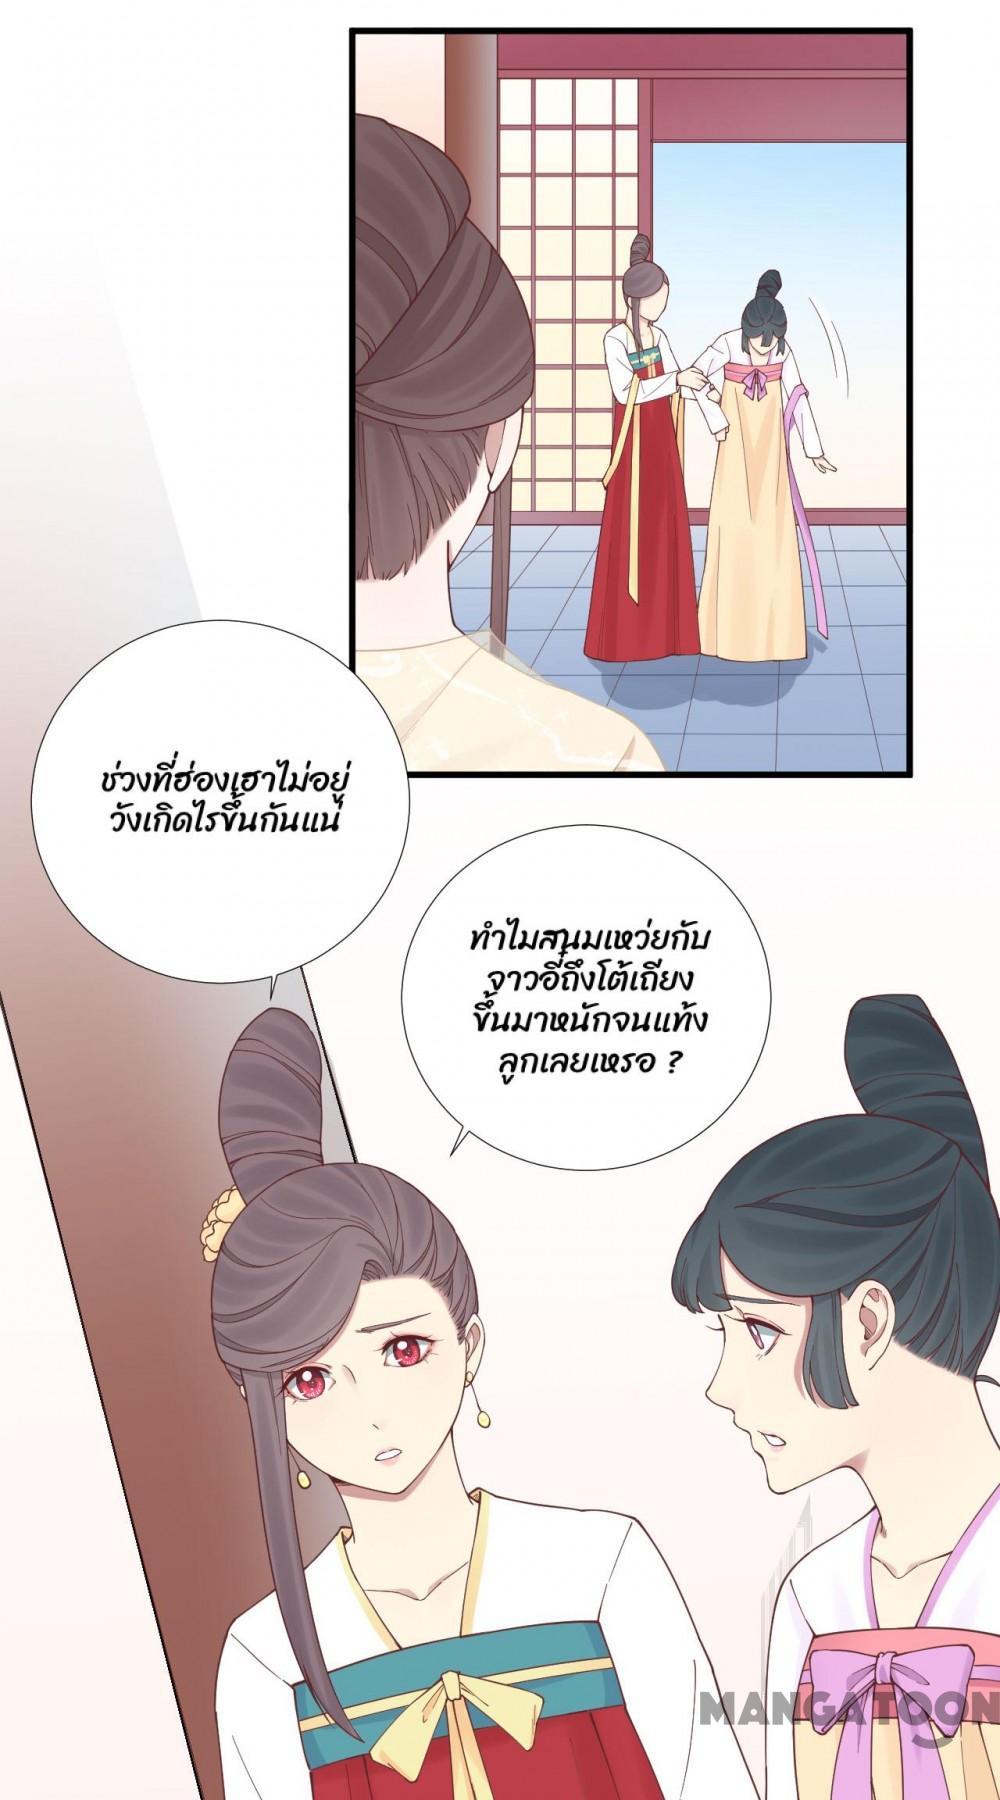 ช่วงที่ฮ่องเฮาไม่อยู่
วังเกิดไรขึ้นกันแน่
ทำไมสนมเหว่ยกับ
จาวอี๋ถึงโต้เถียง
ขึ้นมาหนักจนแท้ง
ลูกเลยเหรอ ?
MANGATOON